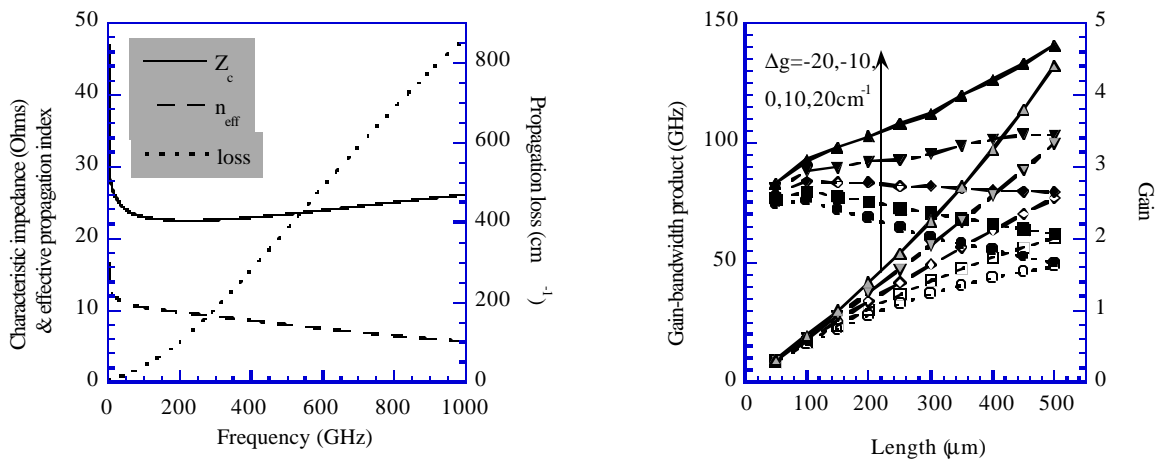 Characteristic impedance (Ohms)
& effective propagation index
50
40
30
20
10
0
Z c
n eff
loss
800
600
400
200
0
Propagation loss (cm -1)
0 200 400 600 800 1000
Frequency (GHz)
Gain-bandwidth product (GHz)
150
100
50
0
Δg=-20,-10,
0,10,20cm-1
5
4
3
2
1
0
Gain
0 100 200 300 400 500
Length (μm)